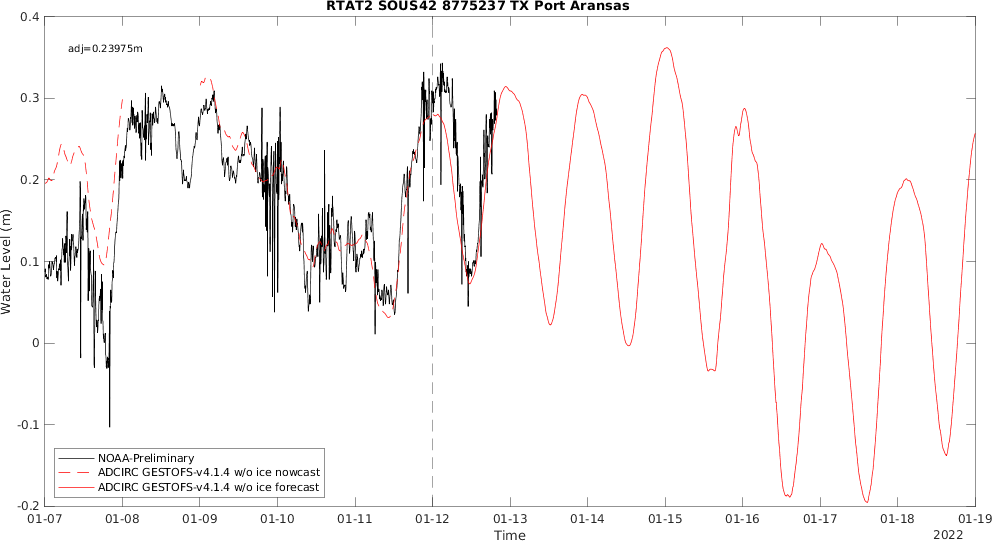 RTAT2 SOUS42 8775237 TX Port Aransas
adj=0.23975m
0.4
0.3
0.2
0.1
0
-0.1
-0.2
Water Level (m)
NOAA-Preliminary
ADCIRC GESTOFS-v4.1.4 w/o ice nowcast
ADCIRC GESTOFS-v4.1.4 w/o ice forecast
01-07 01-08 01-09 01-10 01-11 01-12 01-13 01-14 01-15 01-16 01-17 01-18 01-19
Time
2022